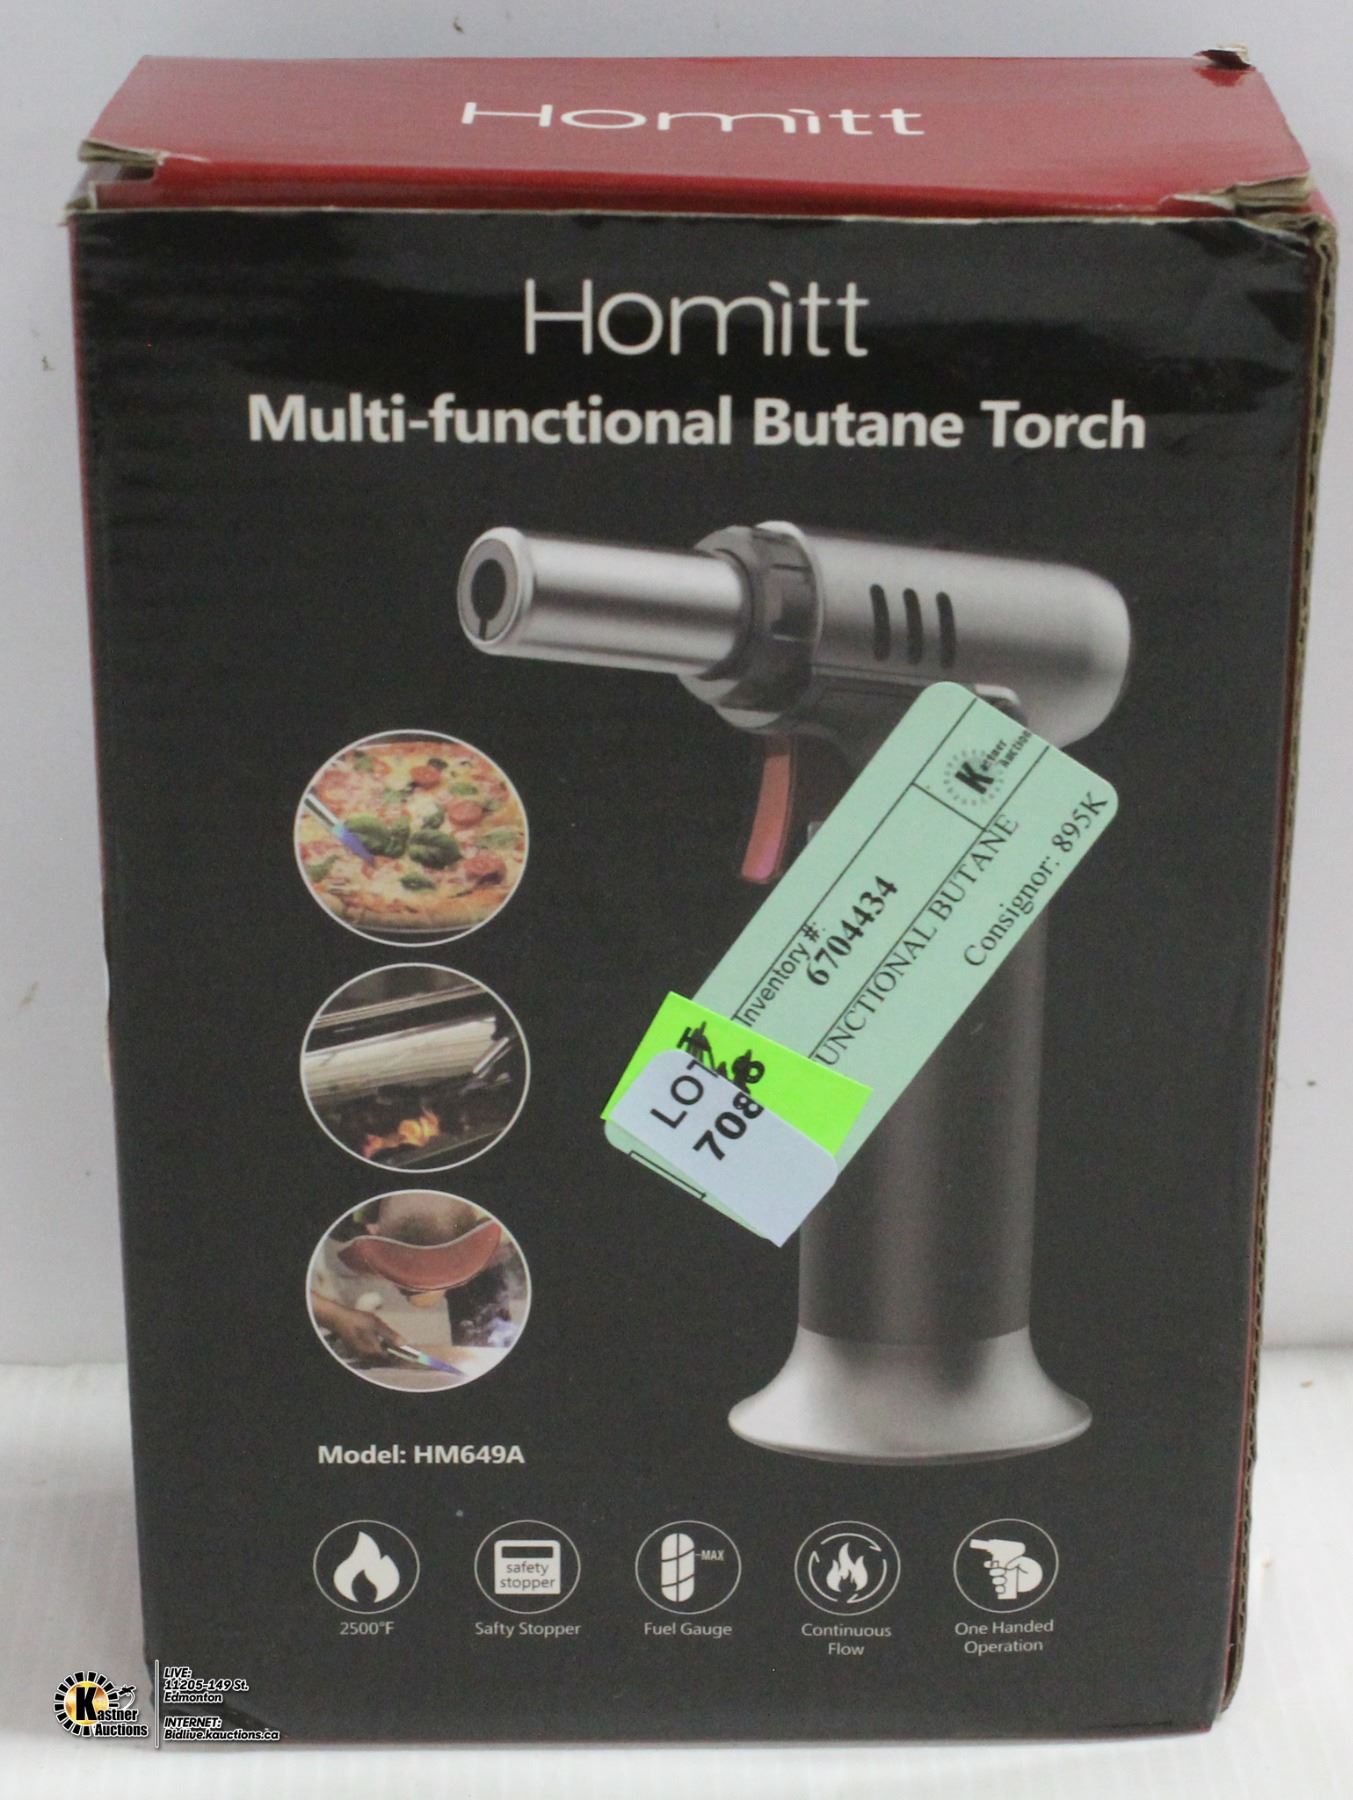 Homitt
Homitt
Multi-functional Butane Torch
Kastner
Auction
Inventory #:
6704434
UNCTIONAL BUTANE
Consignor: 895K
LOT
708
Model: HM649A
safety
stopper
MAX
2500°F
Safty Stopper
Fuel Gauge
Continuous
Flow
One Handed
Operation
Kastner
Auctions
LIVE:
11205-149 St.
Edmonton
INTERNET:
Bidlive.kauctions.ca